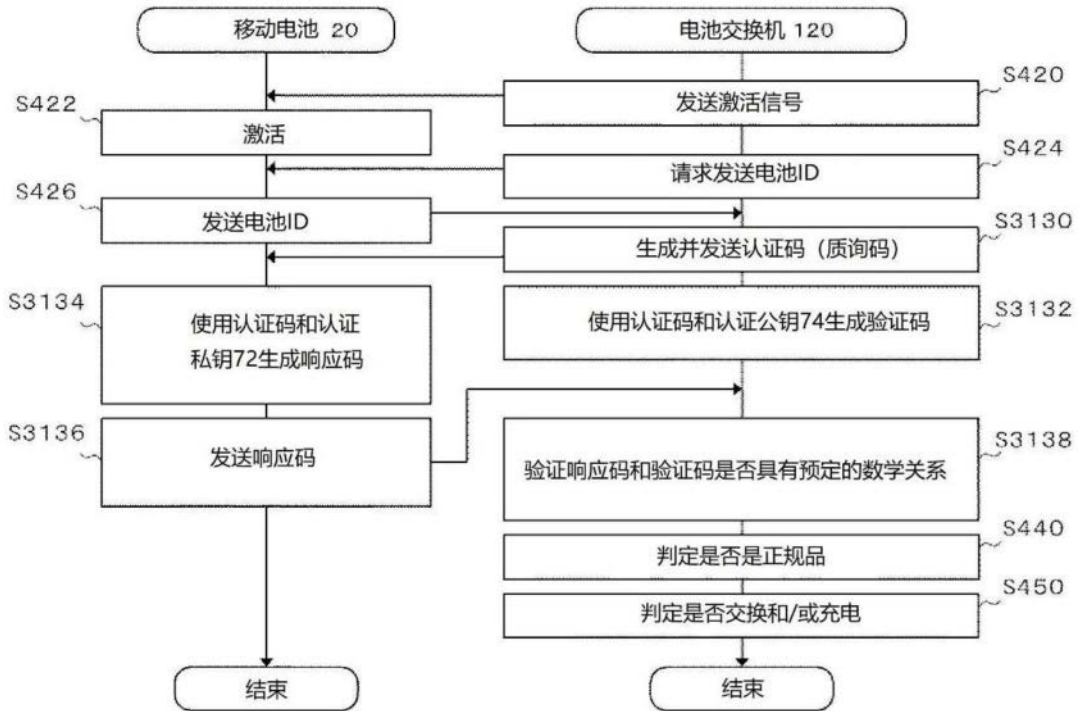 移动电池 20
电池交换机 120
S420
发送激活信号
S422
激活
S424
请求发送电池ID
S426
发送电池ID
S3130
生成并发送认证码（质询码）
S3134
使用认证码和认证
私钥72生成响应码
S3132
使用认证码和认证公钥74生成验证码
S3136
发送响应码
S3138
验证响应码和验证码是否具有预定的数学关系
S440
判定是否是正规品
S450
判定是否交换和/或充电
结束
结束